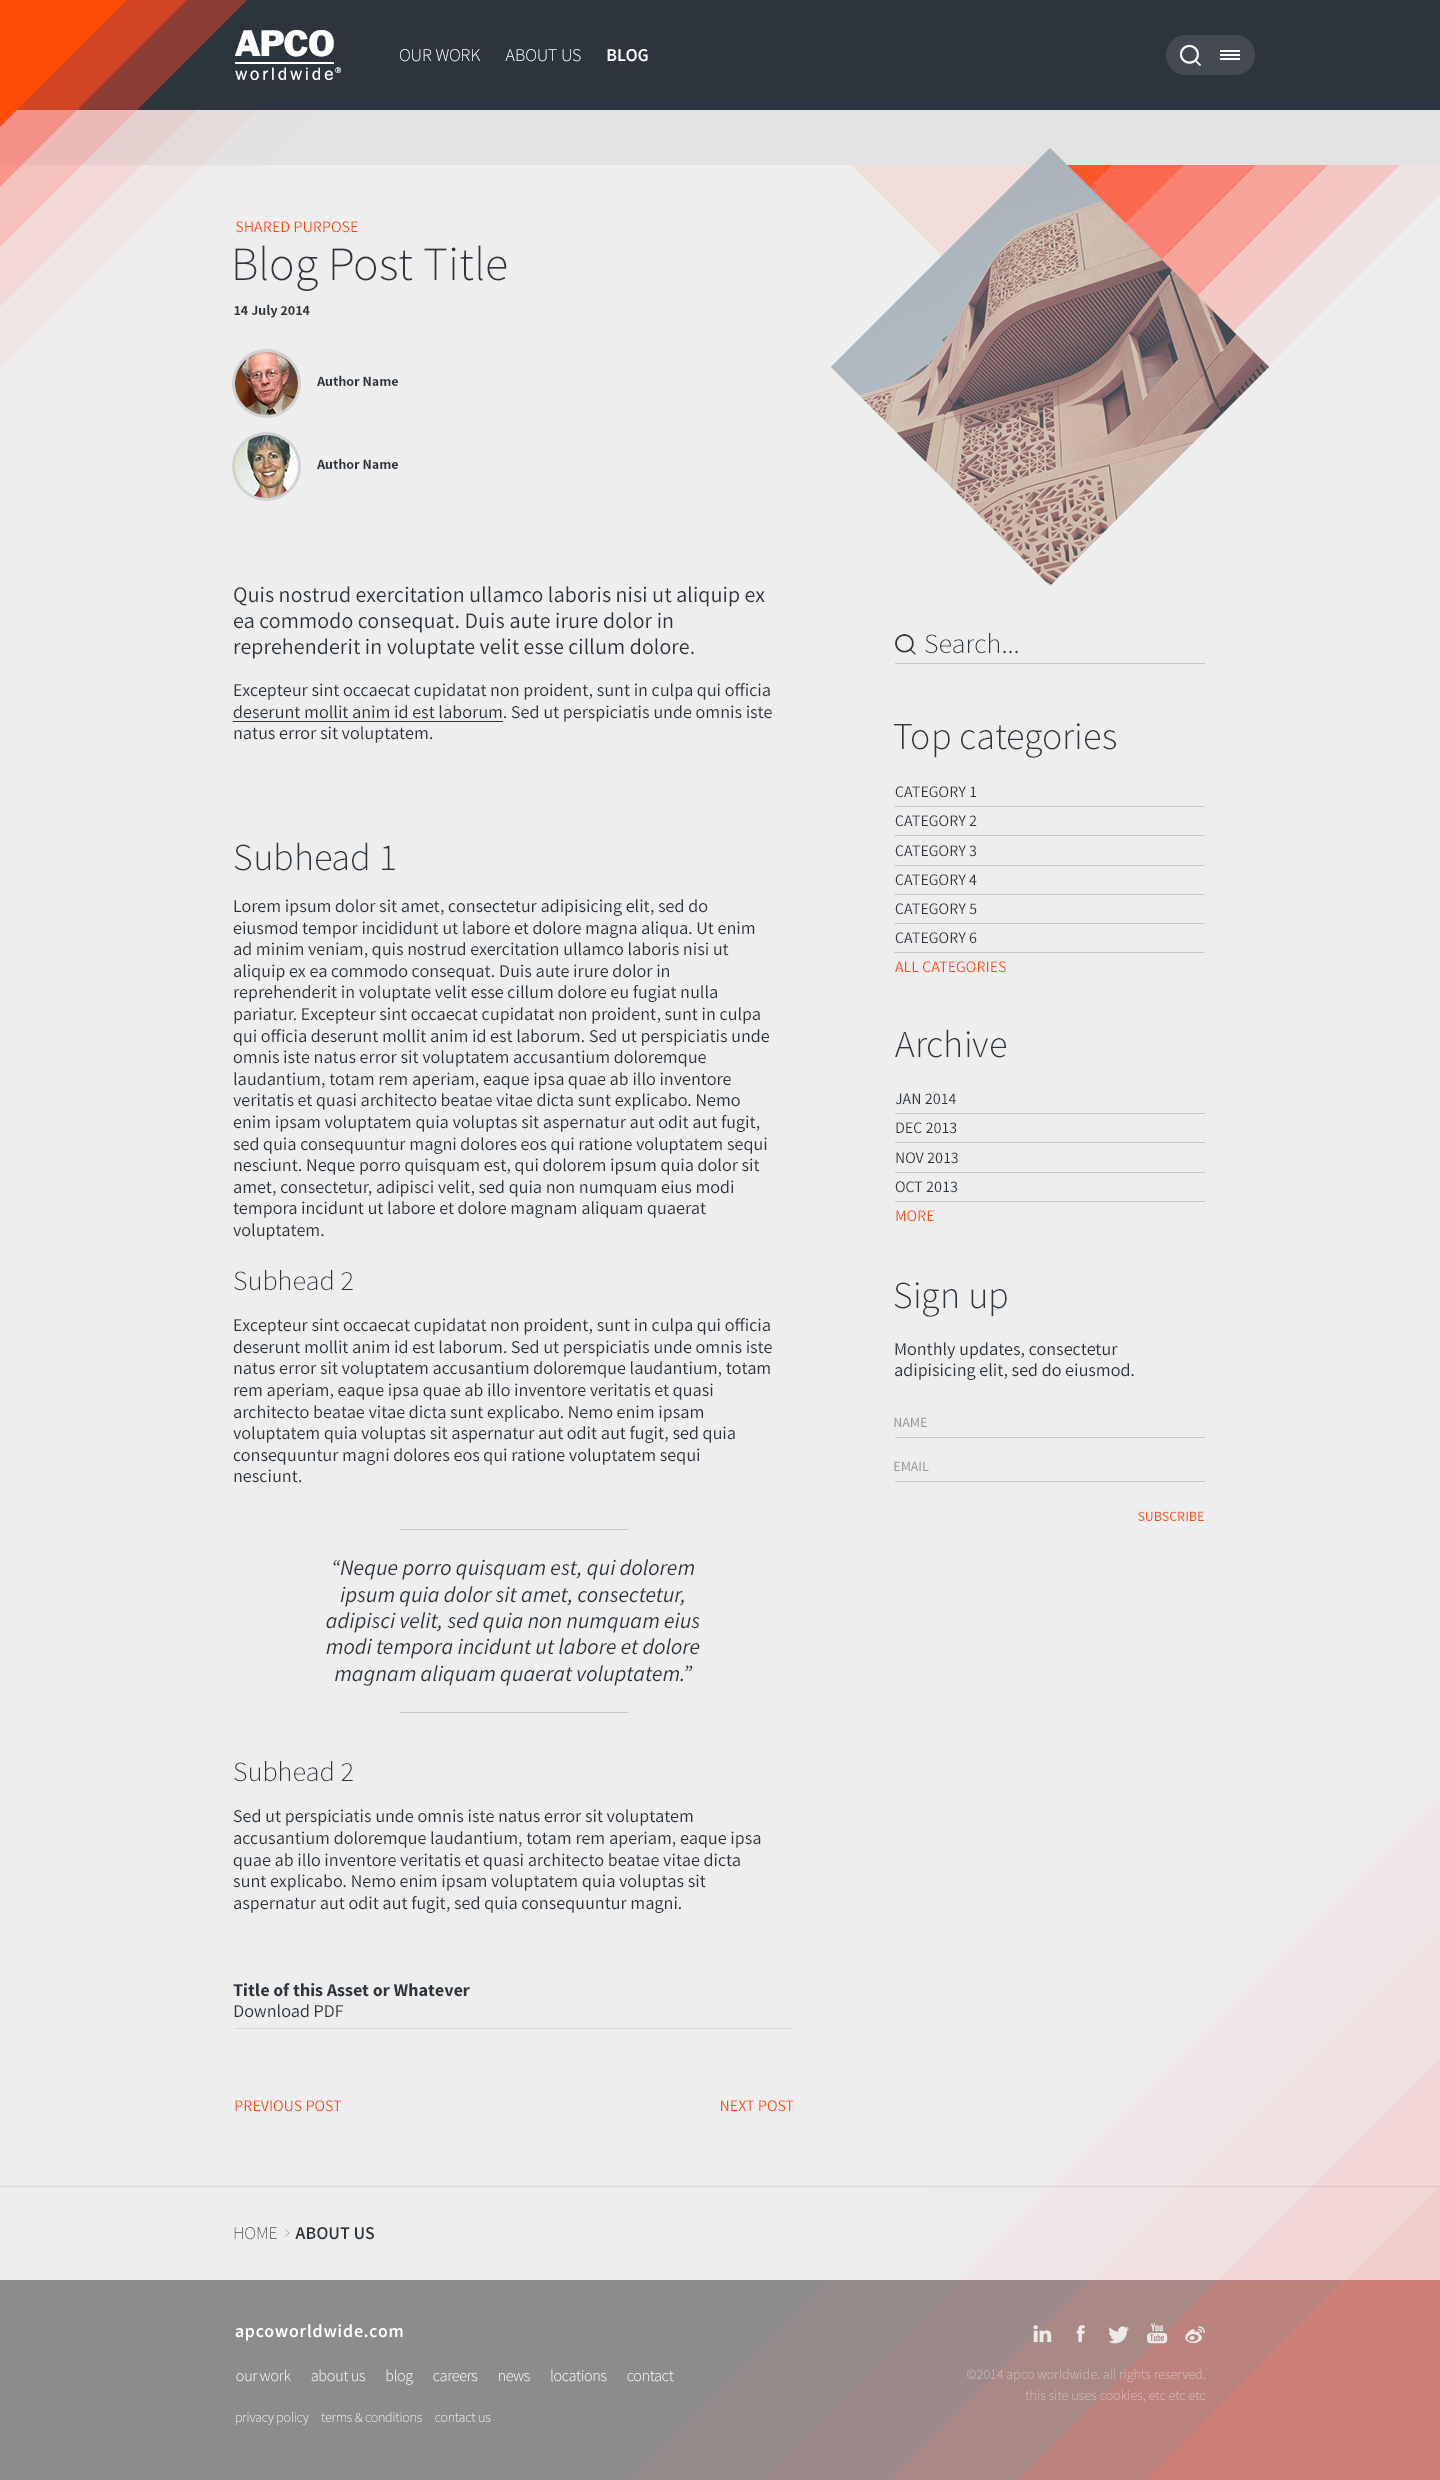 APCO
worldwide®
OUR WORK ABOUT US BLOG
SHARED PURPOSE
Blog Post Title
14 July 2014
Author Name
Author Name
Quis nostrud exercitation ullamco laboris nisi ut aliquip ex
ea commodo consequat. Duis aute irure dolor in
reprehenderit in voluptate velit esse cillum dolore.
Excepteur sint occaecat cupidatat non proident, sunt in culpa qui officia
deserunt mollit anim id est laborum. Sed ut perspiciatis unde omnis iste
natus error sit voluptatem.
Subhead 1
Lorem ipsum dolor sit amet, consectetur adipisicing elit, sed do
eiusmod tempor incididunt ut labore et dolore magna aliqua. Ut enim
ad minim veniam, quis nostrud exercitation ullamco laboris nisi ut
aliquip ex ea commodo consequat. Duis aute irure dolor in
reprehenderit in voluptate velit esse cillum dolore eu fugiat nulla
pariatur. Excepteur sint occaecat cupidatat non proident, sunt in culpa
qui officia deserunt mollit anim id est laborum. Sed ut perspiciatis unde
omnis iste natus error sit voluptatem accusantium doloremque
laudantium, totam rem aperiam, eaque ipsa quae ab illo inventore
veritatis et quasi architecto beatae vitae dicta sunt explicabo. Nemo
enim ipsam voluptatem quia voluptas sit aspernatur aut odit aut fugit,
sed quia consequuntur magni dolores eos qui ratione voluptatem sequi
nesciunt. Neque porro quisquam est, qui dolorem ipsum quia dolor sit
amet, consectetur, adipisci velit, sed quia non numquam eius modi
tempora incidunt ut labore et dolore magnam aliquam quaerat
voluptatem.
Subhead 2
Excepteur sint occaecat cupidatat non proident, sunt in culpa qui officia
deserunt mollit anim id est laborum. Sed ut perspiciatis unde omnis iste
natus error sit voluptatem accusantium doloremque laudantium, totam
rem aperiam, eaque ipsa quae ab illo inventore veritatis et quasi
architecto beatae vitae dicta sunt explicabo. Nemo enim ipsam
voluptatem quia voluptas sit aspernatur aut odit aut fugit, sed quia
consequuntur magni dolores eos qui ratione voluptatem sequi
nesciunt.
“Neque porro quisquam est, qui dolorem
ipsum quia dolor sit amet, consectetur,
adipisci velit, sed quia non numquam eius
modi tempora incidunt ut labore et dolore
magnam aliquam quaerat voluptatem.”
Subhead 2
Sed ut perspiciatis unde omnis iste natus error sit voluptatem
accusantium doloremque laudantium, totam rem aperiam, eaque ipsa
quae ab illo inventore veritatis et quasi architecto beatae vitae dicta
sunt explicabo. Nemo enim ipsam voluptatem quia voluptas sit
aspernatur aut odit aut fugit, sed quia consequuntur magni.
Title of this Asset or Whatever
Download PDF
PREVIOUS POST NEXT POST
Search...
Top categories
CATEGORY 1
CATEGORY 2
CATEGORY 3
CATEGORY 4
CATEGORY 5
CATEGORY 6
ALL CATEGORIES
Archive
JAN 2014
DEC 2013
NOV 2013
OCT 2013
MORE
Sign up
Monthly updates, consectetur
adipisicing elit, sed do eiusmod.
NAME
EMAIL
SUBSCRIBE
HOME > ABOUT US
apcoworldwide.com
our work about us blog careers news locations contact
privacy policy terms & conditions contact us
in f You Tube
©2014 apco worldwide. all rights reserved.
this site uses cookies, etc etc etc